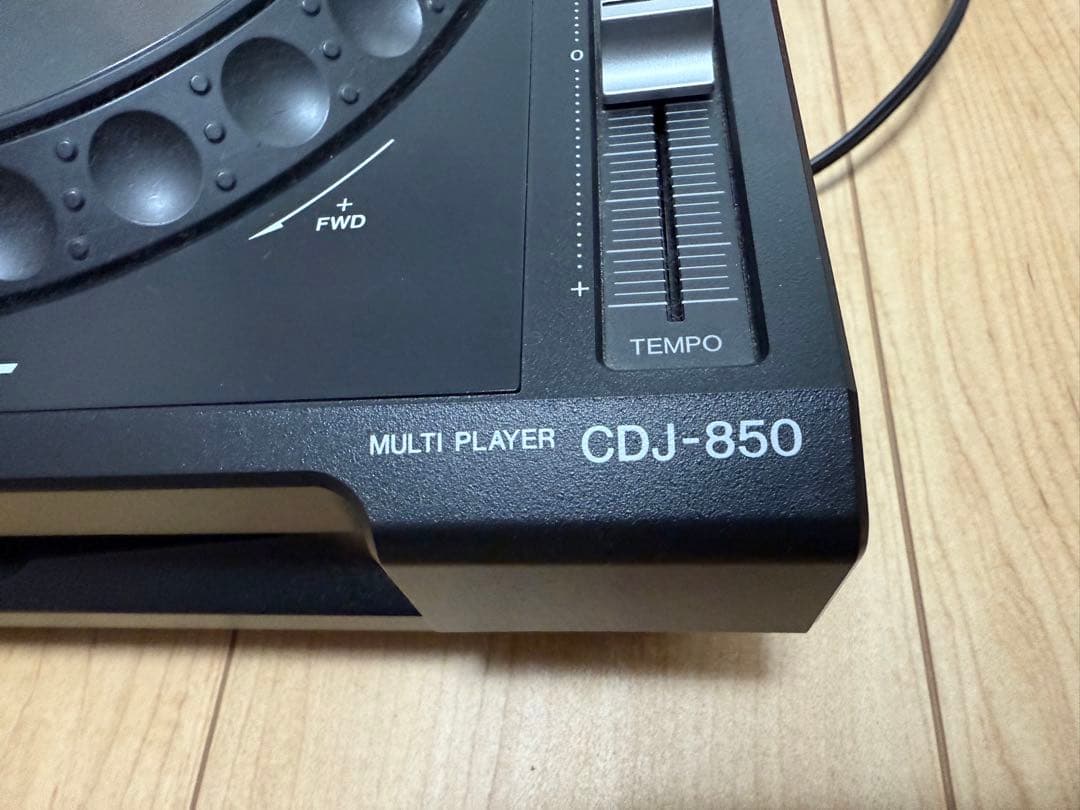 0
+
+
FWD
TEMPO
MULTI PLAYER CDJ-850